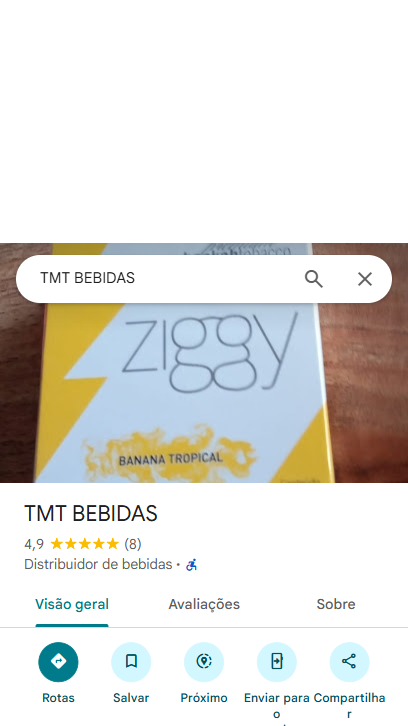 TMT BEBIDAS
ziggy
BANANA TROPICAL
TMT BEBIDAS
4,9 ★★★★★ (8)
Distribuidor de bebidas ·
Visão geral
Avaliações
Sobre
Rotas
Salvar
Próximo
Enviar para o
Compartilhar